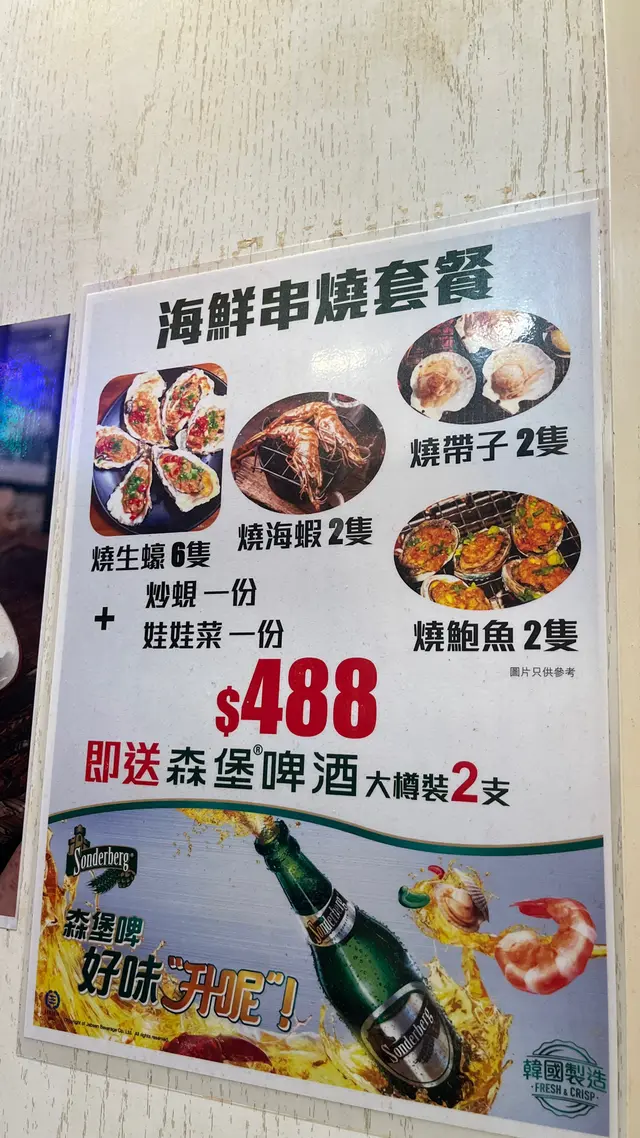 海鮮串燒套餐
燒帶子 2隻
燒生蠔 6隻
燒海蝦 2隻
+ 炒蜆 一份
娃娃菜 一份
燒鮑魚 2隻
圖片只供參考
$488
即送 森堡®啤酒 大樽裝 2支
Sonderberg
森堡啤
好味"升呢"!
Sonderberg
Sonderberg
韓國製造
·FRESH & CRISP·